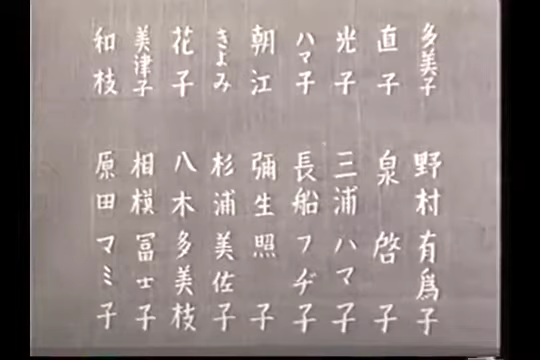 多美子 野村有爲子
直子 泉啓子
光子 三浦ハマ子
ハマ子 長船フヂ子
朝江 彌生照子
きよみ 杉浦美佐子
花子 八木多美枝
美津子 相模冨士子
和枝 原田マミ子